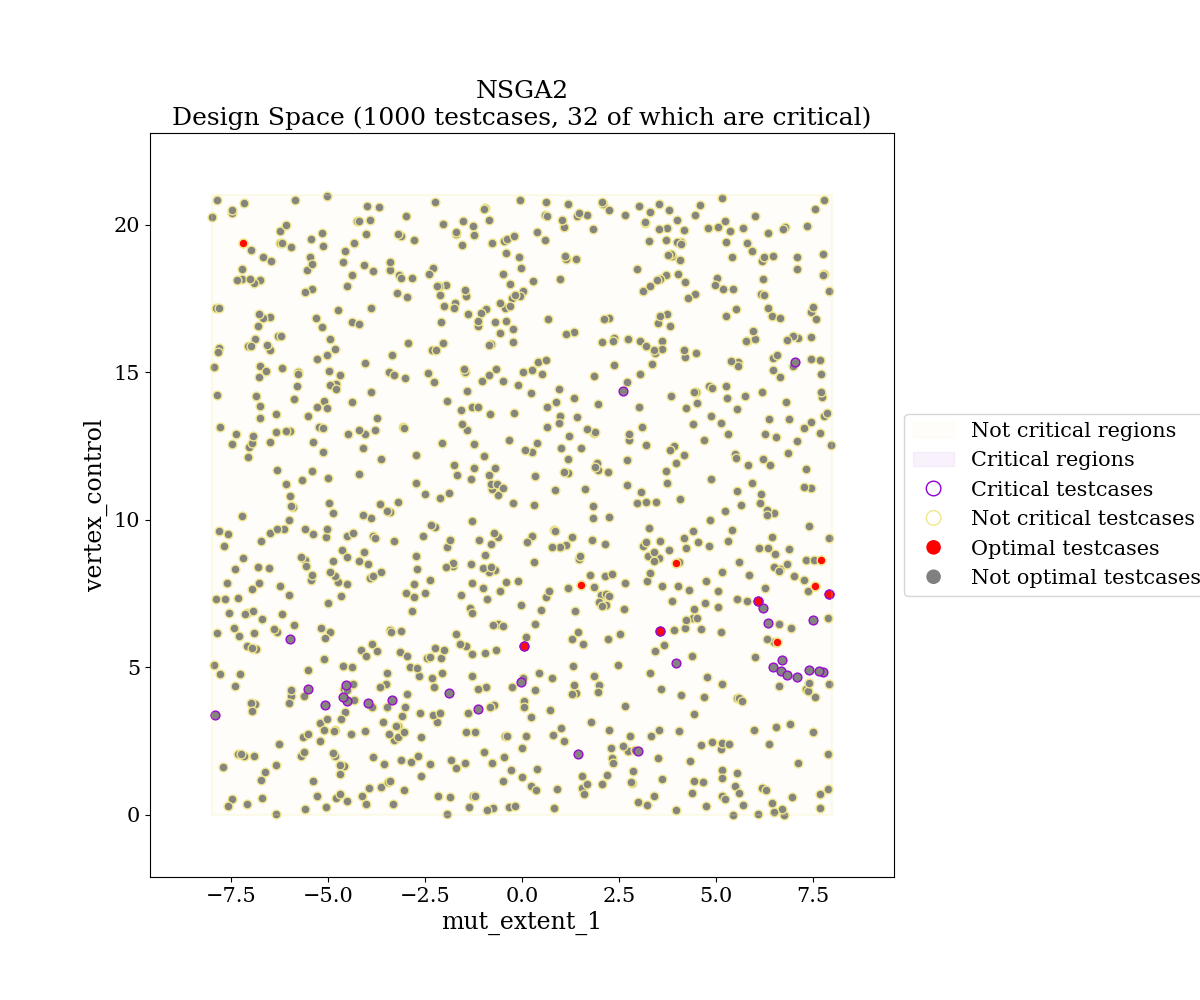 NSGA2
Design Space (1000 testcases, 32 of which are critical)
20
15
10
5
0
vertex_control
−7.5
−5.0
−2.5
0.0
2.5
5.0
7.5
mut_extent_1
Not critical regions
Critical regions
Critical testcases
Not critical testcases
Optimal testcases
Not optimal testcases